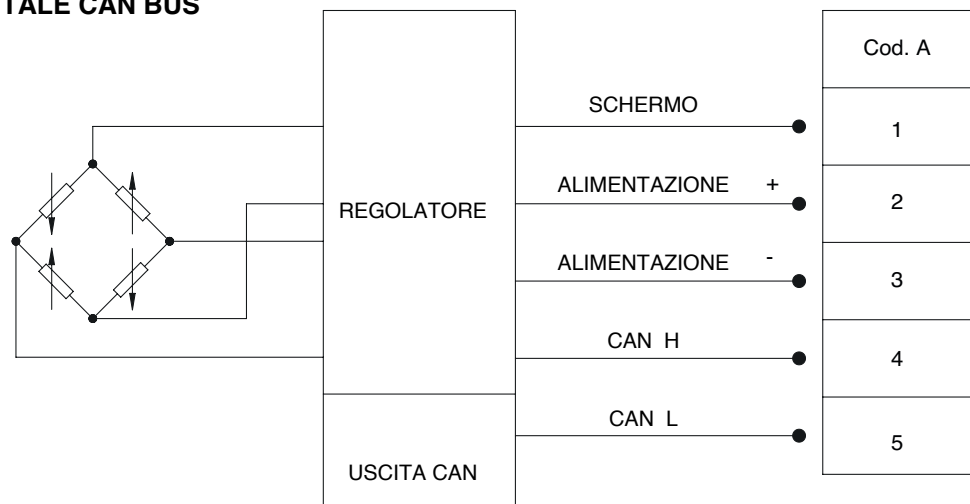 TALE CAN BUS
Cod. A
SCHERMO
1
ALIMENTAZIONE +
2
REGOLATORE
ALIMENTAZIONE -
3
CAN H
4
CAN L
5
USCITA CAN